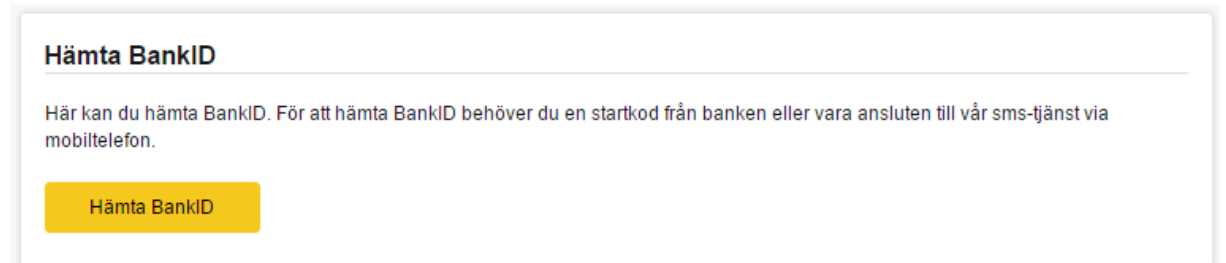 Hämta BankID
Här kan du hämta BankID. För att hämta BankID behöver du en startkod från banken eller vara ansluten till vår sms-tjänst via
mobiltelefon.
Hämta BankID